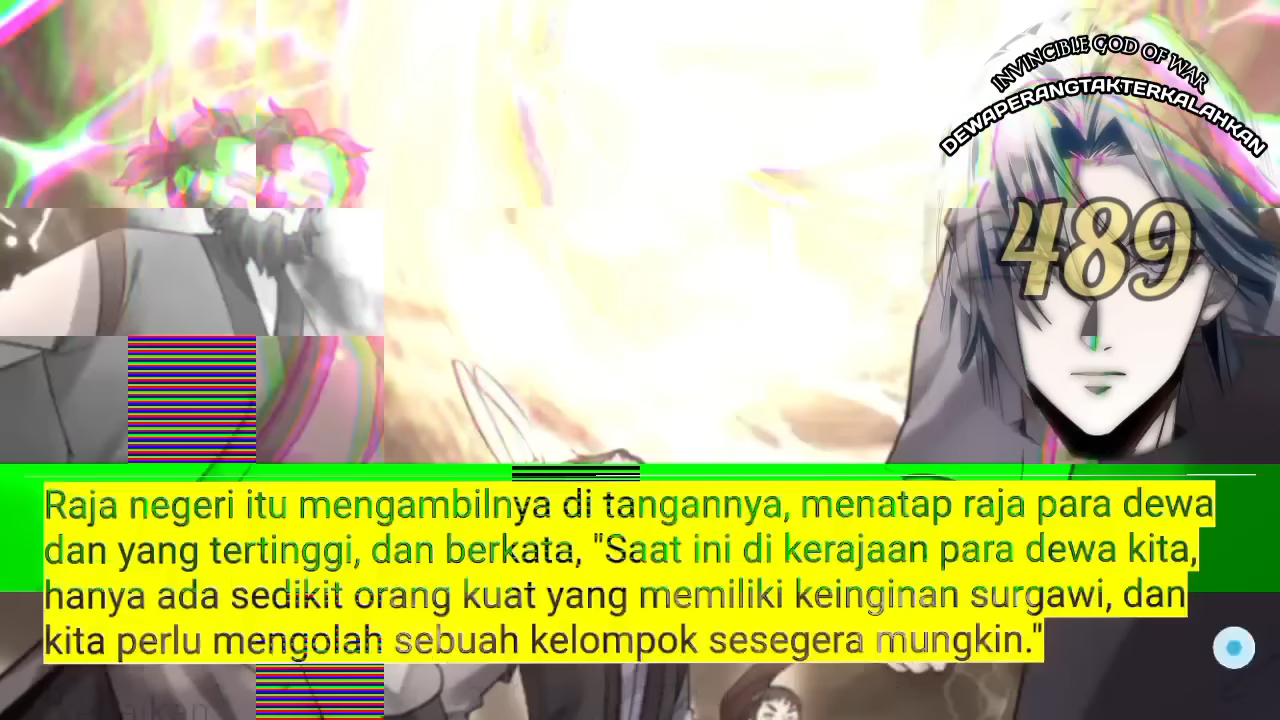 INVINCIBLE GOD OF WAR
DEWAPERANGTAKTERKALAHKAN
489
Raja negeri itu mengambilnya di tangannya, menatap raja para dewa
dan yang tertinggi, dan berkata, "Saat ini di kerajaan para dewa kita,
hanya ada sedikit orang kuat yang memiliki keinginan surgawi, dan
kita perlu mengolah sebuah kelompok sesegera mungkin."